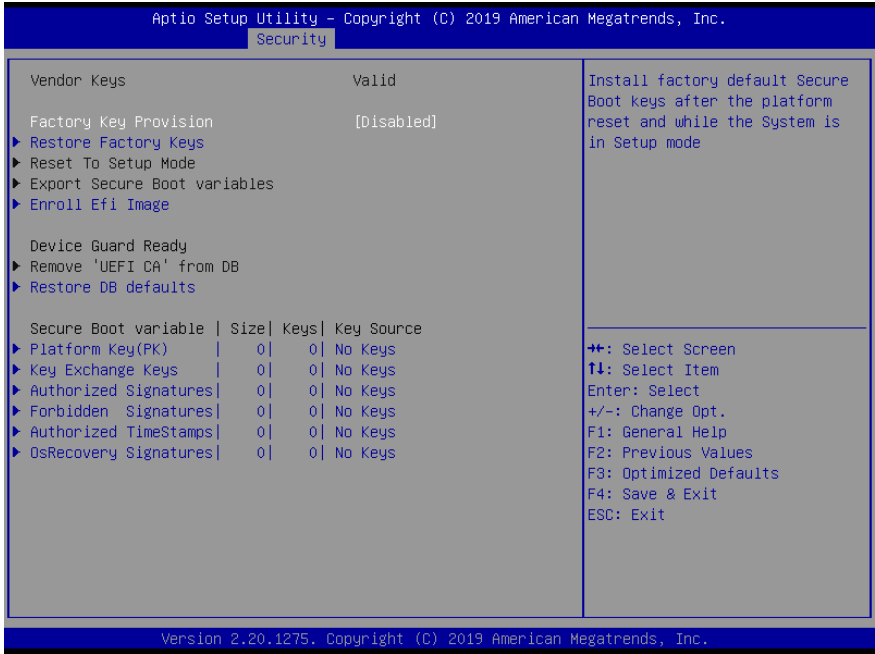 Aptio Setup Utility – Copyright (C) 2019 American Megatrends, Inc.
Security
Vendor Keys Valid
Factory Key Provision [Disabled]
Restore Factory Keys
Reset To Setup Mode
Export Secure Boot variables
Enroll Efi Image
Device Guard Ready
Remove 'UEFI CA' from DB
Restore DB defaults
Secure Boot variable | Size| Keys| Key Source
Platform Key(PK) | 0| 0| No Keys
Key Exchange Keys | 0| 0| No Keys
Authorized Signatures| 0| 0| No Keys
Forbidden Signatures| 0| 0| No Keys
Authorized TimeStamps| 0| 0| No Keys
OsRecovery Signatures| 0| 0| No Keys
Install factory default Secure
Boot keys after the platform
reset and while the System is
in Setup mode
→←: Select Screen
↑↓: Select Item
Enter: Select
+/-: Change Opt.
F1: General Help
F2: Previous Values
F3: Optimized Defaults
F4: Save & Exit
ESC: Exit
Version 2.20.1275. Copyright (C) 2019 American Megatrends, Inc.